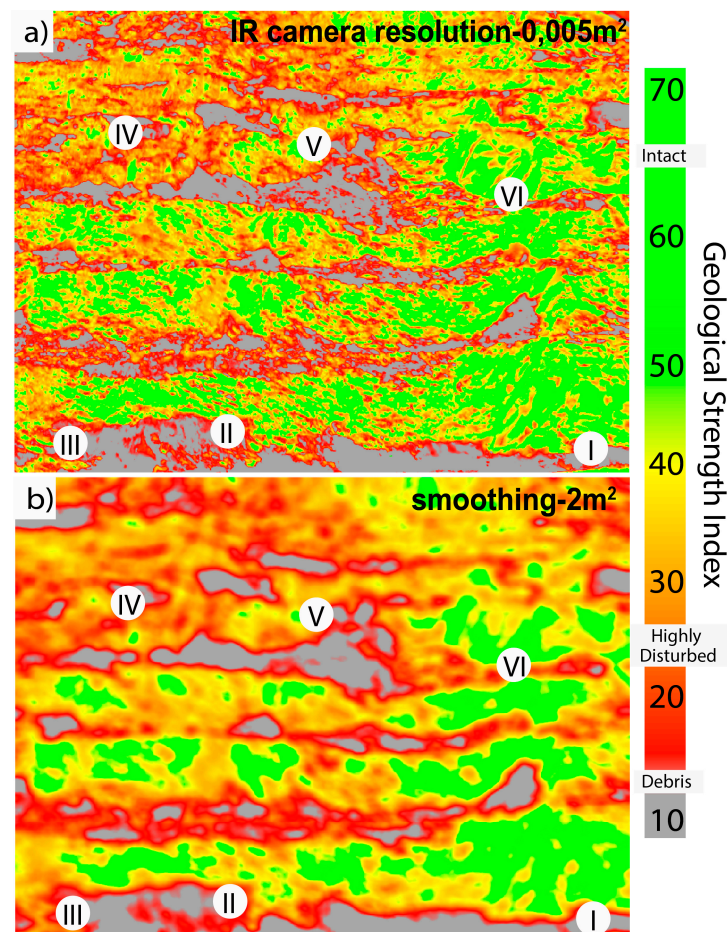 a)
IR camera resolution-0,005m²
IV
V
VI
III
II
I
b)
smoothing-2m²
IV
V
VI
III
II
I
70
Intact
60
50
40
30
Highly
Disturbed
20
Debris
10
Geological Strength Index